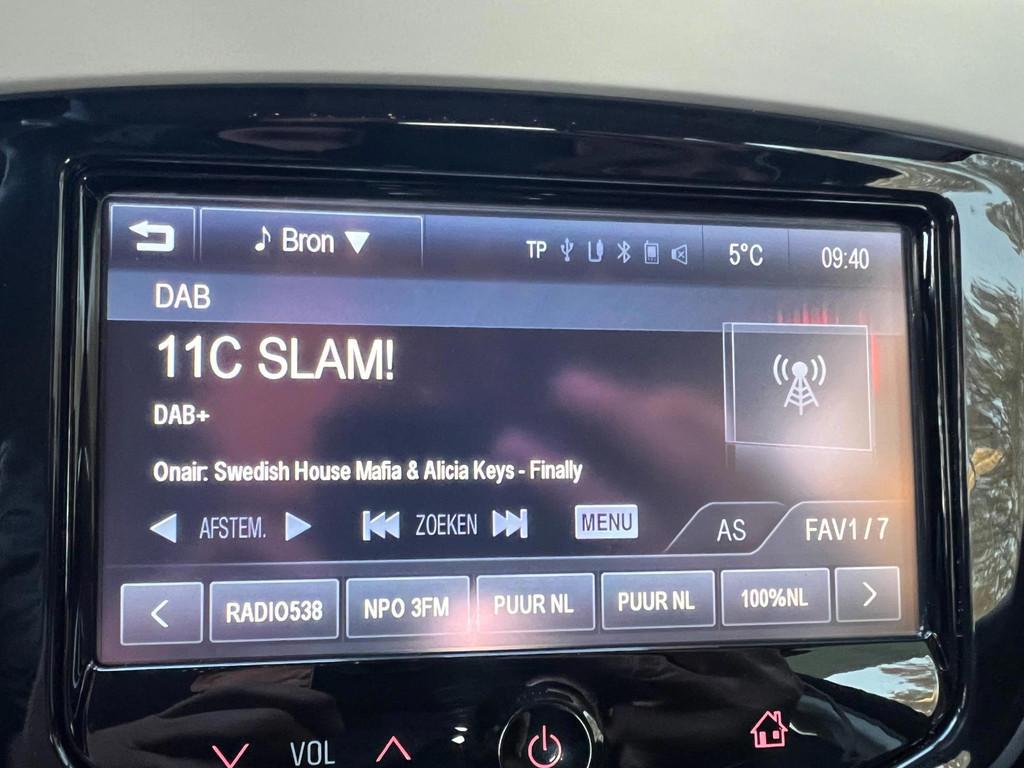 Bron TP 5°C 09:40
DAB
11C SLAM!
DAB+
Onair: Swedish House Mafia & Alicia Keys - Finally
AFSTEM. ZOEKEN MENU AS FAV1/7
RADIO538 NPO 3FM PUUR NL PUUR NL 100%NL
VOL